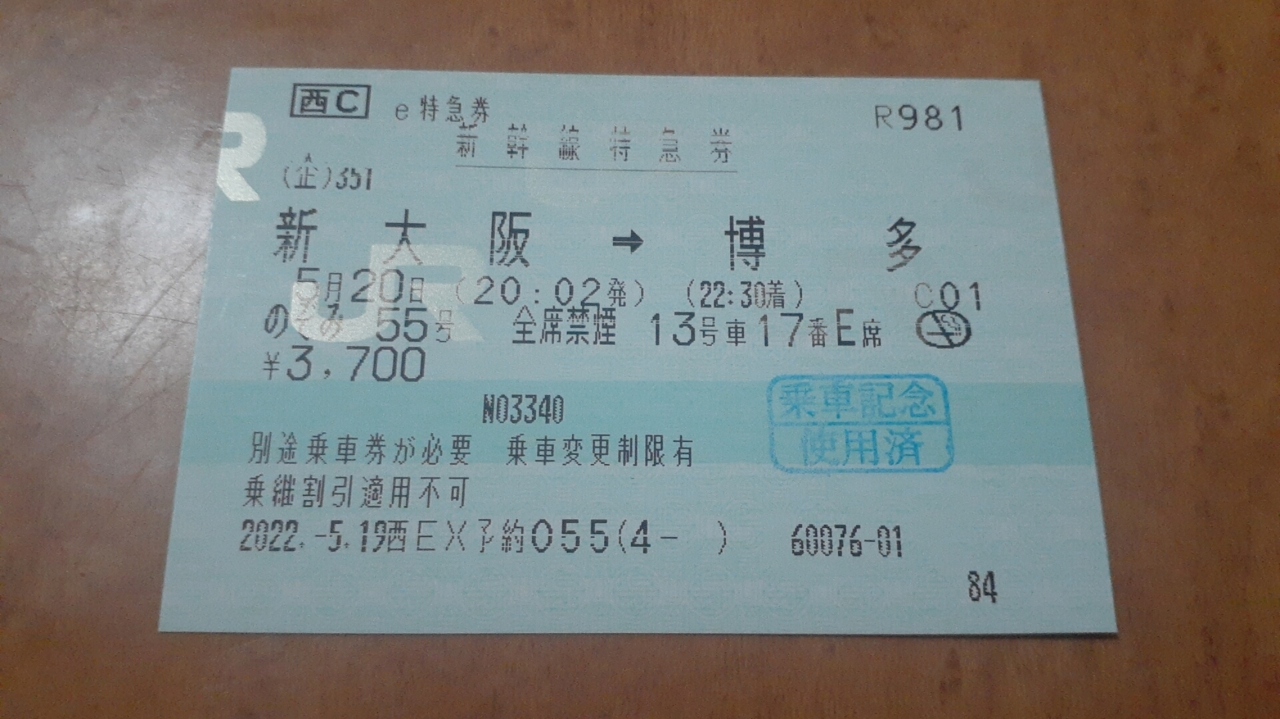 西C e特急券 R981
新幹線特急券
(企)351
新大阪 → 博多
5月20日 (20:02発) (22:30着) C01
のぞみ 55号 全席禁煙 13号車17番E席
¥3,700
N03340
乗車記念
使用済
別途乗車券が必要 乗車変更制限有
乗継割引適用不可
2022.-5.19西EX予約055(4- ) 60076-01
84
JR